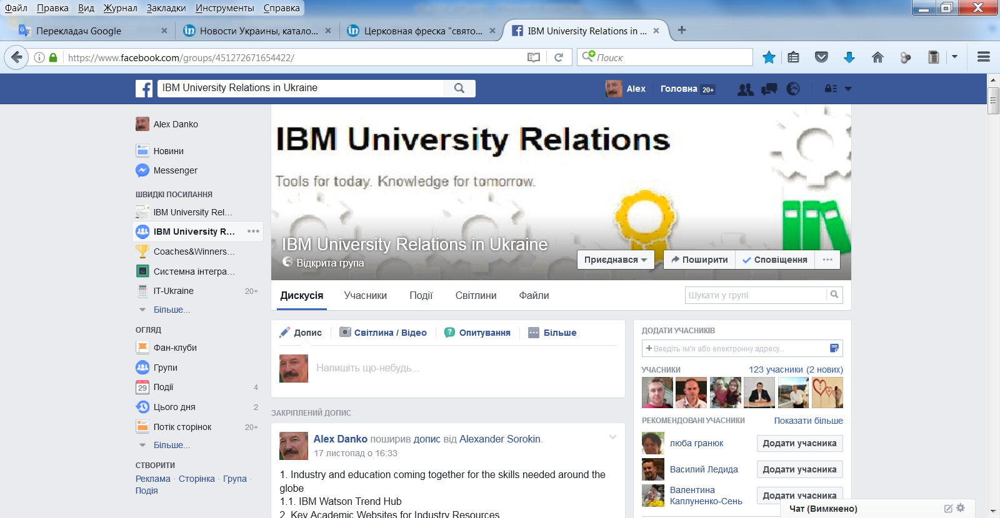 Файл Правка Вид Журнал Закладки Инструменты Справка
Перекладач Google
Новости Украины, катало...
Церковная фреска "свято...
IBM University Relations in ...
https://www.facebook.com/groups/451272671654422/
Поиск
IBM University Relations in Ukraine
Alex
Головна 20+
Alex Danko
Новини
Messenger
ШВИДКІ ПОСИЛАННЯ
IBM University Rel...
IBM University R...
Coaches&Winners...
Системна інтегра...
IT-Ukraine 20+
Більше...
ОГЛЯД
Фан-клуби
Групи
29 Події 4
Цього дня 2
Потік сторінок 20+
Більше...
СТВОРИТИ
Реклама · Сторінка · Група ·
Подія
IBM University Relations
Tools for today. Knowledge for tomorrow.
IBM University Relations in Ukraine
Відкрита група
Приєднався
Поширити
Сповіщення
Дискусія Учасники Події Світлини Файли
Шукати у групі
Допис Світлина / Відео Опитування Більше
Напишіть що-небудь...
ЗАКРІПЛЕНИЙ ДОПИС
Alex Danko поширив допис від Alexander Sorokin.
17 листопад о 16:33
1. Industry and education coming together for the skills needed around the
globe
1.1. IBM Watson Trend Hub
2. Key Academic Websites for Industry Resources
ДОДАТИ УЧАСНИКІВ
+ Введіть ім'я або електронну адресу...
УЧАСНИКИ 123 учасники (2 нових)
РЕКОМЕНДОВАНІ УЧАСНИКИ Показати більше
люба гранюк Додати учасника
Василий Ледида Додати учасника
Валентина
Каплуненко-Сень
Додати учасника
Чат (Вимкнено)